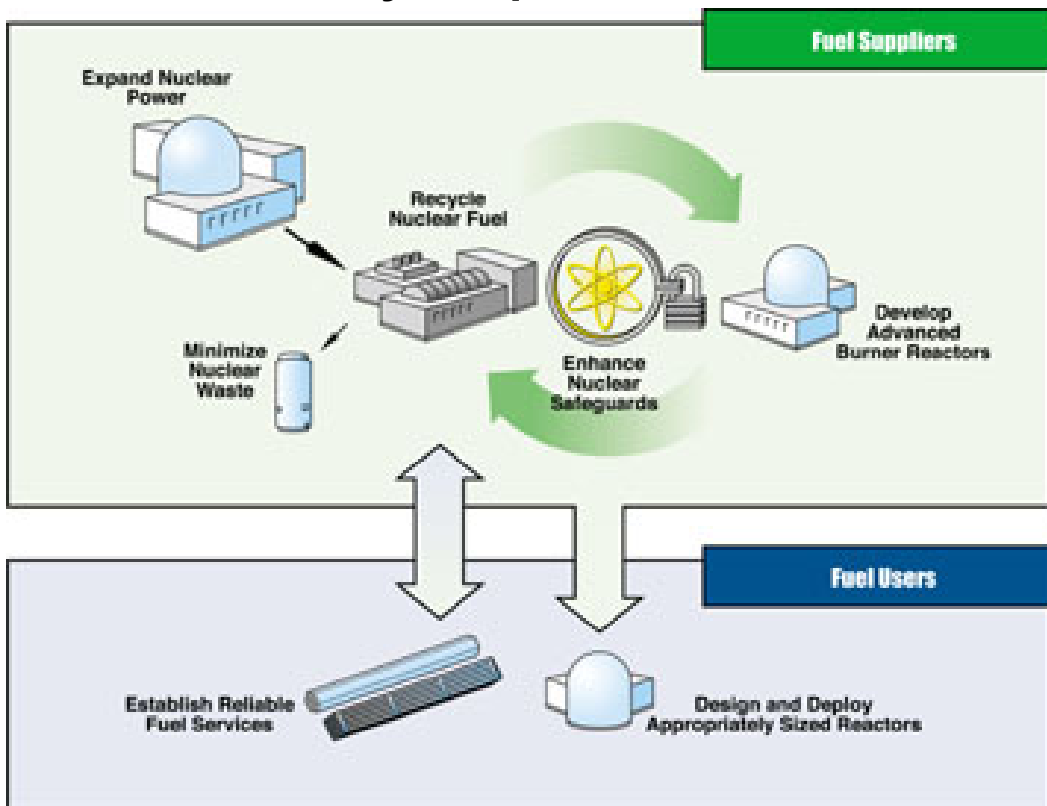 Fuel Suppliers
Expand Nuclear
Power
Recycle
Nuclear Fuel
Minimize
Nuclear
Waste
Enhance
Nuclear
Safeguards
Develop
Advanced
Burner Reactors
Fuel Users
Establish Reliable
Fuel Services
Design and Deploy
Appropriately Sized Reactors